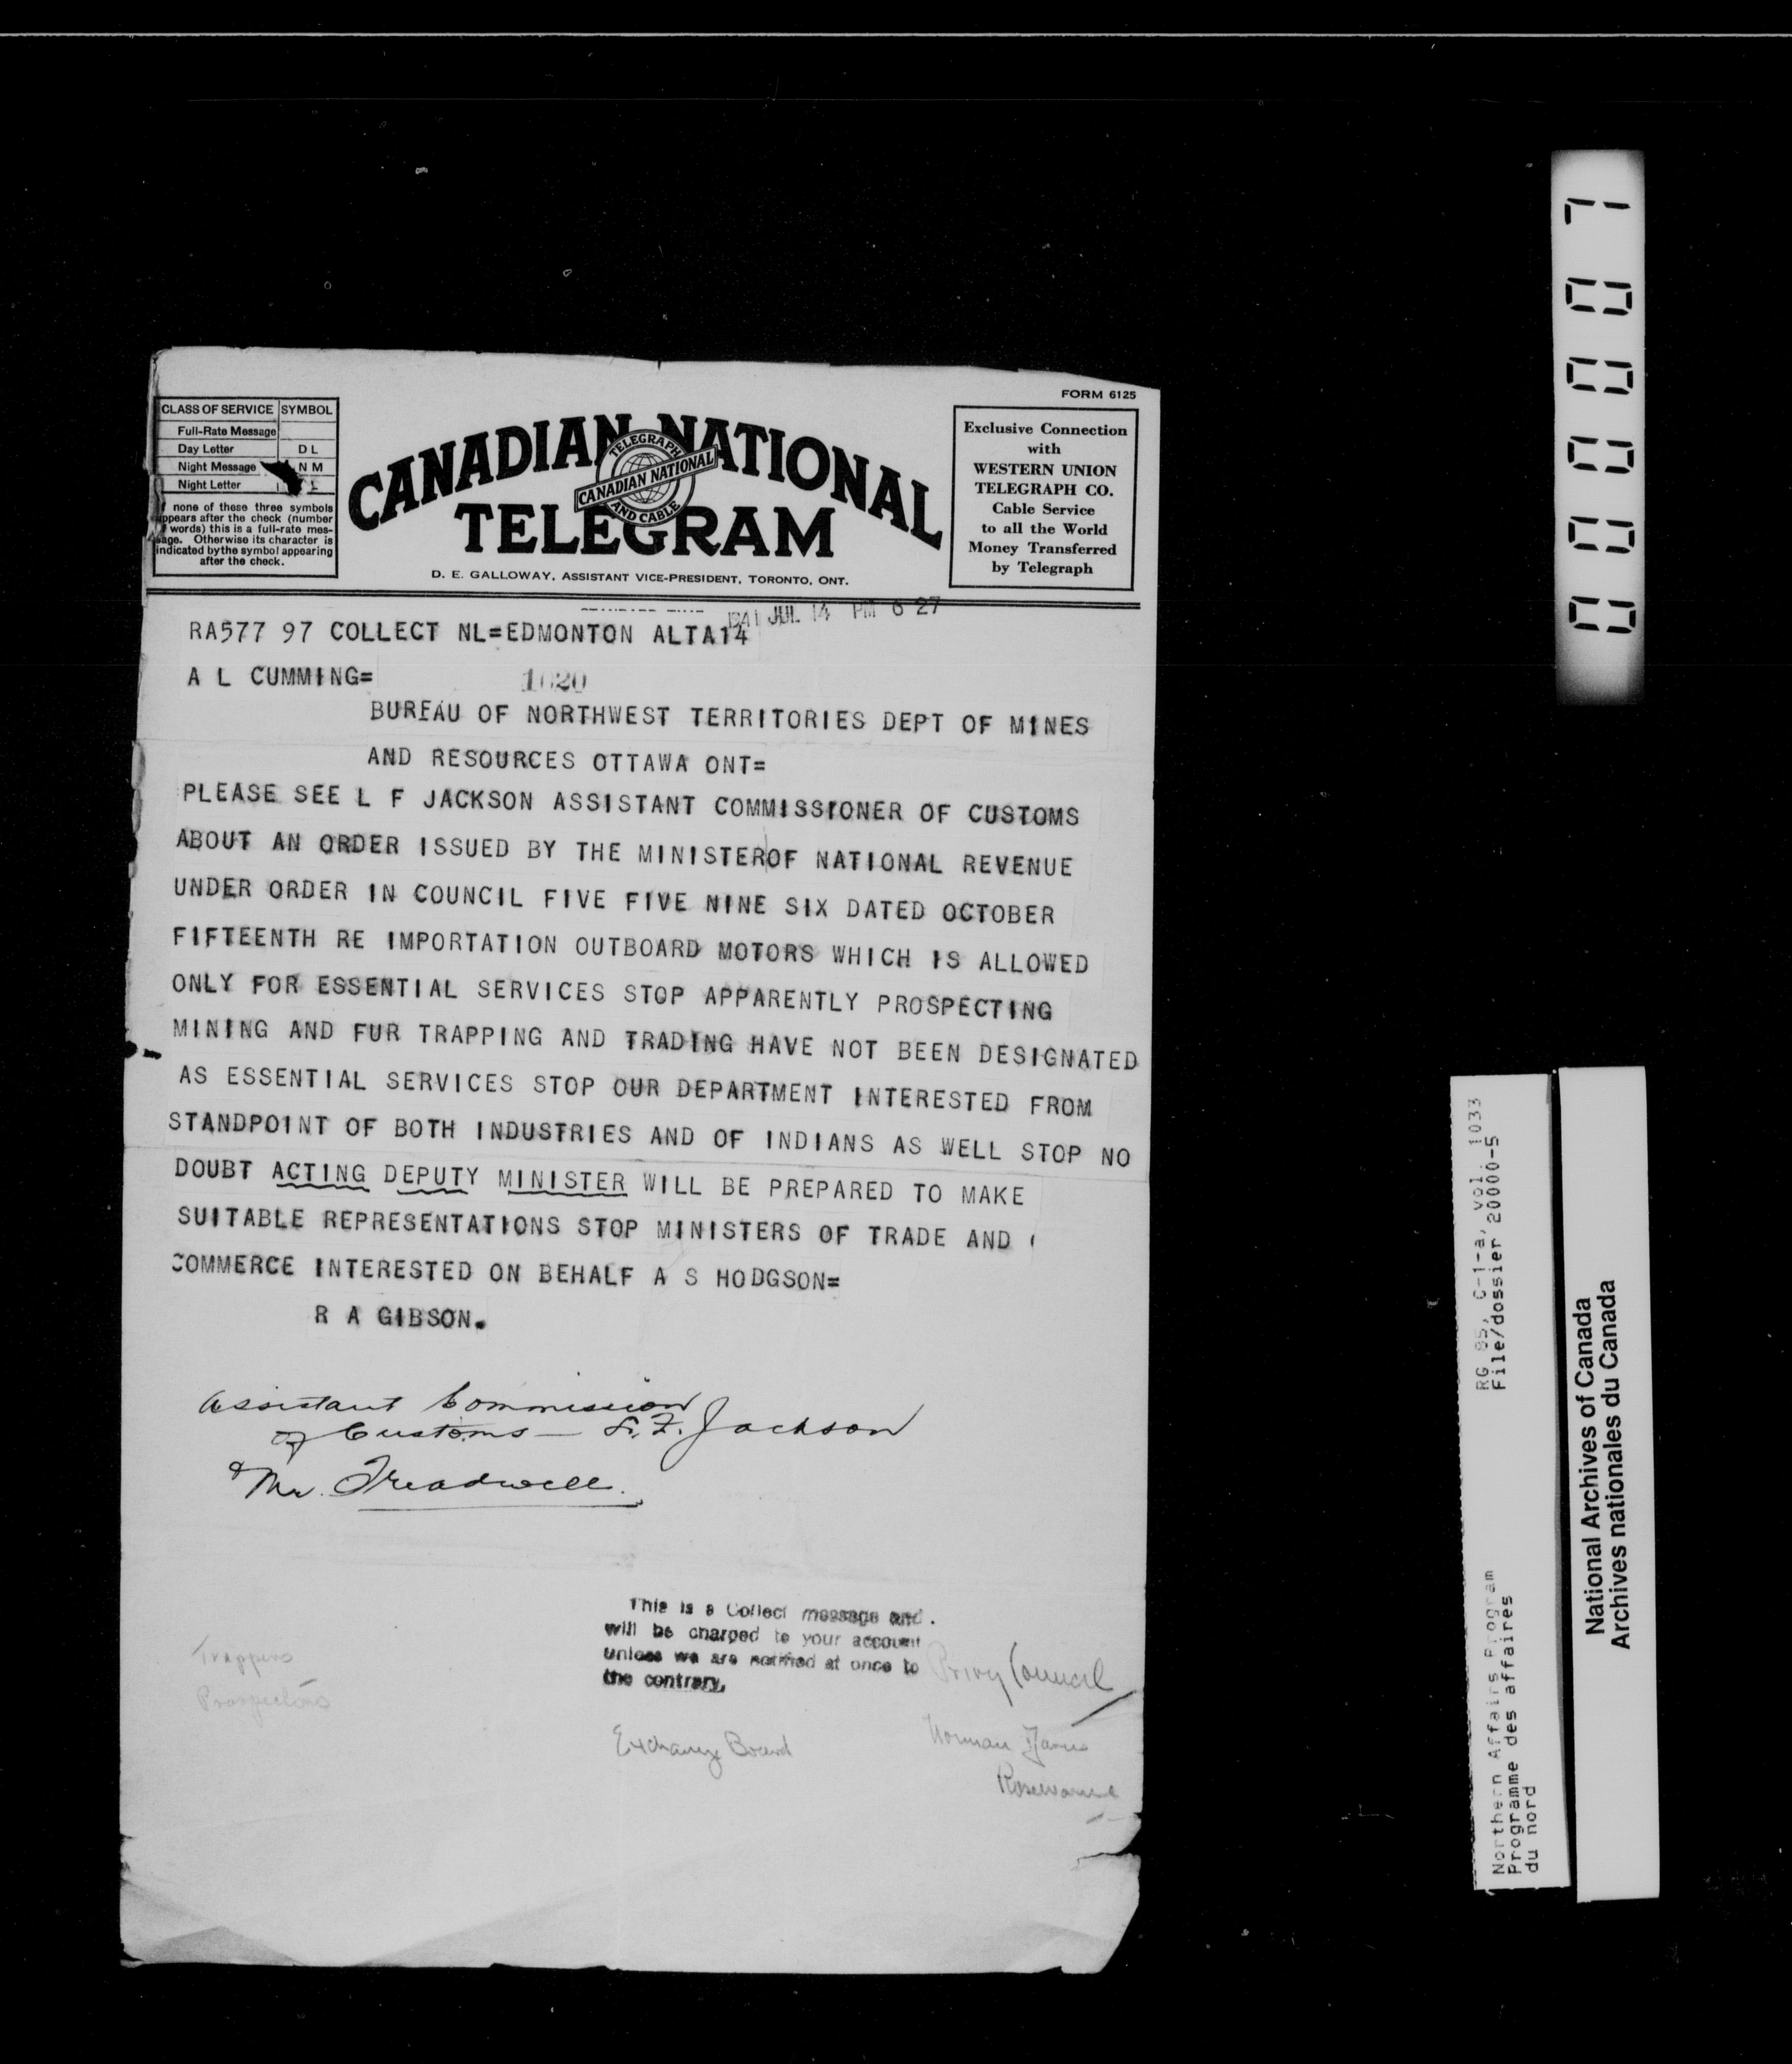 FORM 6125
CLASS OF SERVICE SYMBOL
Full-Rate Message
Day Letter D L
Night Message N M
Night Letter L
If none of these three symbols
appears after the check (number
of words) this is a full-rate mes-
sage. Otherwise its character is
indicated by the symbol appearing
after the check.
CANADIAN NATIONAL
TELEGRAM
TELEGRAPH
CANADIAN NATIONAL
AND CABLE
D. E. GALLOWAY, ASSISTANT VICE-PRESIDENT, TORONTO, ONT.
Exclusive Connection
with
WESTERN UNION
TELEGRAPH CO.
Cable Service
to all the World
Money Transferred
by Telegraph
1941 JUL 14 PM 6 27
RA577 97 COLLECT NL=EDMONTON ALTA14
A L CUMMING=
1620
BUREAU OF NORTHWEST TERRITORIES DEPT OF MINES
AND RESOURCES OTTAWA ONT=
PLEASE SEE L F JACKSON ASSISTANT COMMISSIONER OF CUSTOMS
ABOUT AN ORDER ISSUED BY THE MINISTER|OF NATIONAL REVENUE
UNDER ORDER IN COUNCIL FIVE FIVE NINE SIX DATED OCTOBER
FIFTEENTH RE IMPORTATION OUTBOARD MOTORS WHICH IS ALLOWED
ONLY FOR ESSENTIAL SERVICES STOP APPARENTLY PROSPECTING
MINING AND FUR TRAPPING AND TRADING HAVE NOT BEEN DESIGNATED
AS ESSENTIAL SERVICES STOP OUR DEPARTMENT INTERESTED FROM
STANDPOINT OF BOTH INDUSTRIES AND OF INDIANS AS WELL STOP NO
DOUBT ACTING DEPUTY MINISTER WILL BE PREPARED TO MAKE
SUITABLE REPRESENTATIONS STOP MINISTERS OF TRADE AND
COMMERCE INTERESTED ON BEHALF A S HODGSON=
R A GIBSON.
Assistant Commission
of Customs — L. F. Jackson
& Mr. Treadwell.
This is a Collect message and
will be charged to your account
unless we are notified at once to
the contrary.
Trappers
Prospectors
Privy Council
Exchange Board
Norman
0000007
RG 85, C-1-a, vol. 1033
File/dossier 20000-5
Northern Affairs Program
Programme des affaires
du nord
National Archives of Canada
Archives nationales du Canada